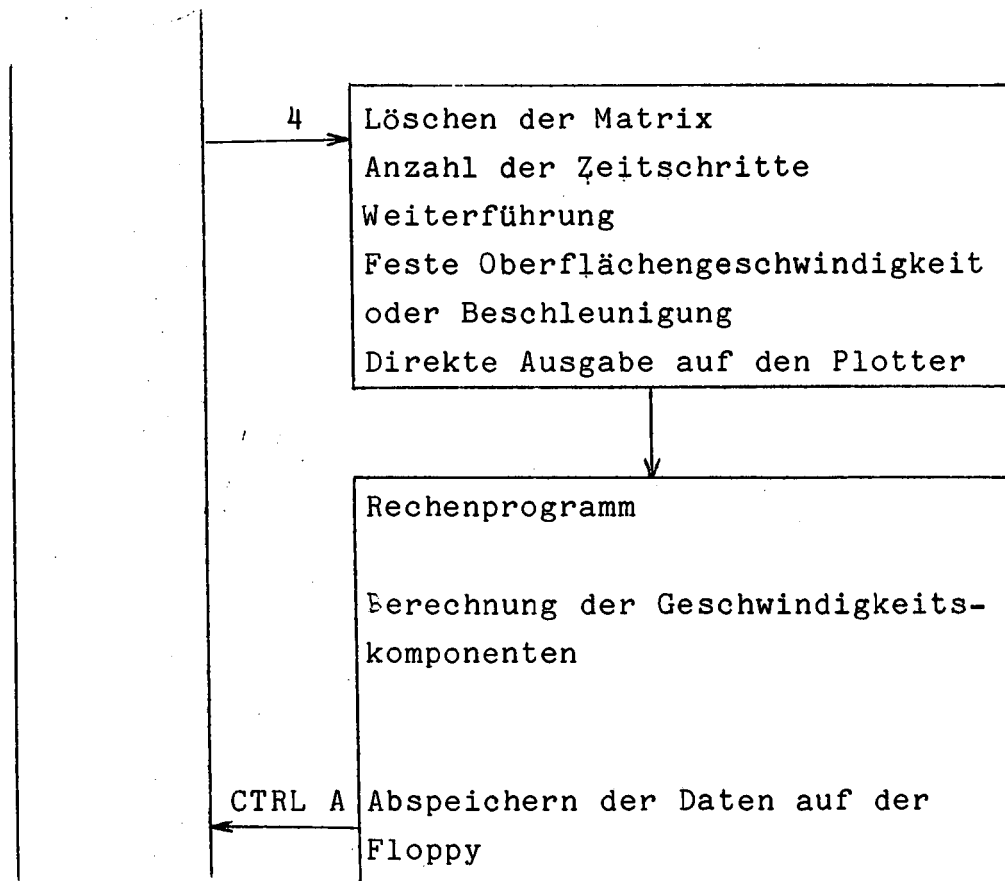 4
Löschen der Matrix
Anzahl der Zeitschritte
Weiterführung
Feste Oberflächengeschwindigkeit
oder Beschleunigung
Direkte Ausgabe auf den Plotter
Rechenprogramm
Berechnung der Geschwindigkeits-
komponenten
CTRL A
Abspeichern der Daten auf der
Floppy